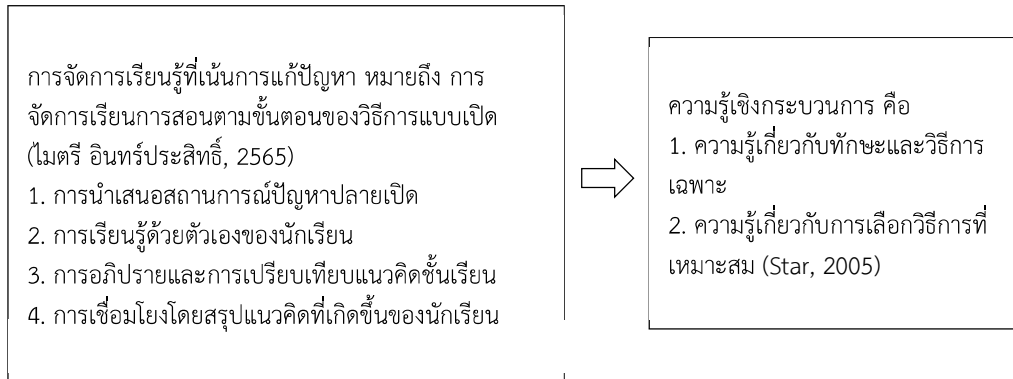 การจัดการเรียนรู้ที่เน้นการแก้ปัญหา หมายถึง การ
จัดการเรียนการสอนตามขั้นตอนของวิธีการแบบเปิด
(ไมตรี อินทร์ประสิทธิ์, 2565)
1. การนำเสนอสถานการณ์ปัญหาปลายเปิด
2. การเรียนรู้ด้วยตัวเองของนักเรียน
3. การอภิปรายและการเปรียบเทียบแนวคิดชั้นเรียน
4. การเชื่อมโยงโดยสรุปแนวคิดที่เกิดขึ้นของนักเรียน
ความรู้เชิงกระบวนการ คือ
1. ความรู้เกี่ยวกับทักษะและวิธีการ
เฉพาะ
2. ความรู้เกี่ยวกับการเลือกวิธีการที่
เหมาะสม (Star, 2005)